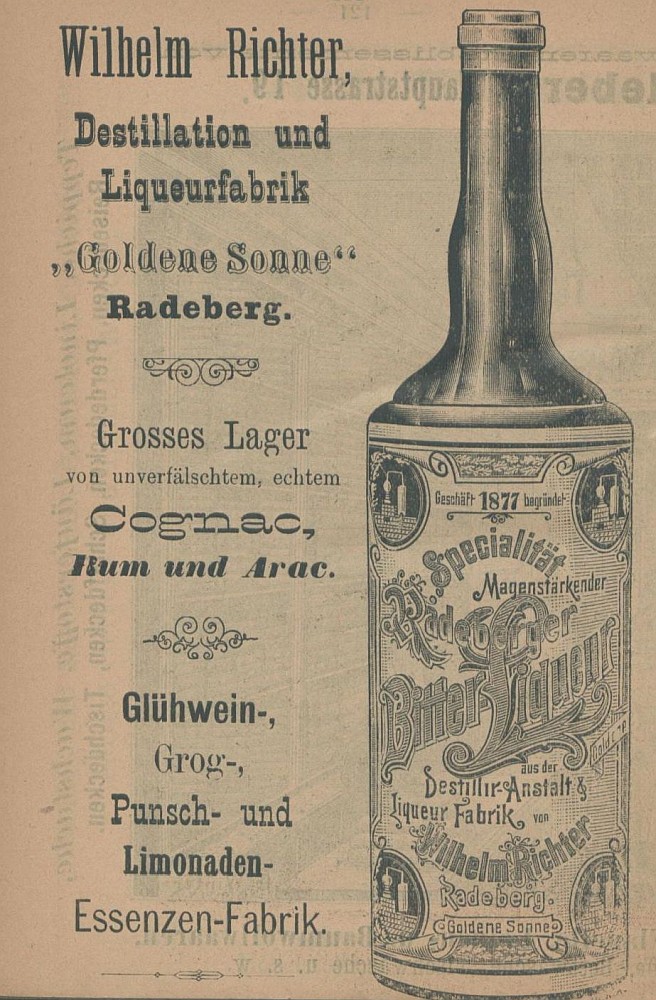 Wilhelm Richter,
Destillation und
Liqueurfabrik
„Goldene Sonne“
Radeberg.
Grosses Lager
von unverfälschtem, echtem
Cognac,
Rum und Arac.
Glühwein-,
Grog-,
Punsch- und
Limonaden-
Essenzen-Fabrik.
Geschäft 1877 begründet
Specialität
Magenstärkender
Radeberger
Bitter-Liqueur
aus der
Destillir-Anstalt &
Liqueur Fabrik von
Wilhelm Richter
Radeberg.
Goldene Sonne